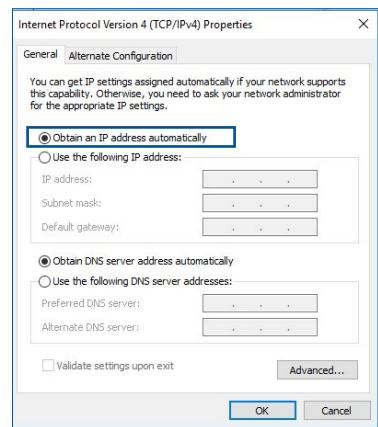 Internet Protocol Version 4 (TCP/IPv4) Properties
General Alternate Configuration
You can get IP settings assigned automatically if your network supports
this capability. Otherwise, you need to ask your network administrator
for the appropriate IP settings.
Obtain an IP address automatically
Use the following IP address:
IP address:
Subnet mask:
Default gateway:
Obtain DNS server address automatically
Use the following DNS server addresses:
Preferred DNS server:
Alternate DNS server:
Validate settings upon exit
Advanced...
OK Cancel